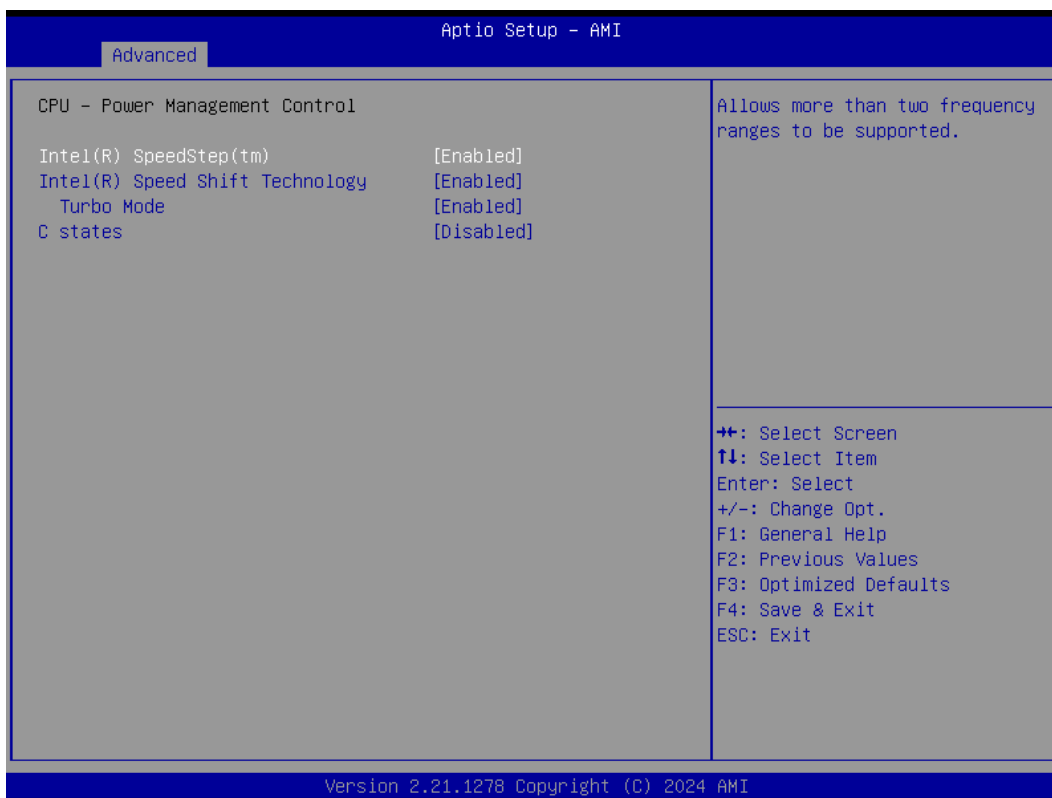 Aptio Setup – AMI
Advanced
CPU – Power Management Control
Intel(R) SpeedStep(tm) [Enabled]
Intel(R) Speed Shift Technology [Enabled]
Turbo Mode [Enabled]
C states [Disabled]
Allows more than two frequency
ranges to be supported.
→←: Select Screen
↑↓: Select Item
Enter: Select
+/-: Change Opt.
F1: General Help
F2: Previous Values
F3: Optimized Defaults
F4: Save & Exit
ESC: Exit
Version 2.21.1278 Copyright (C) 2024 AMI